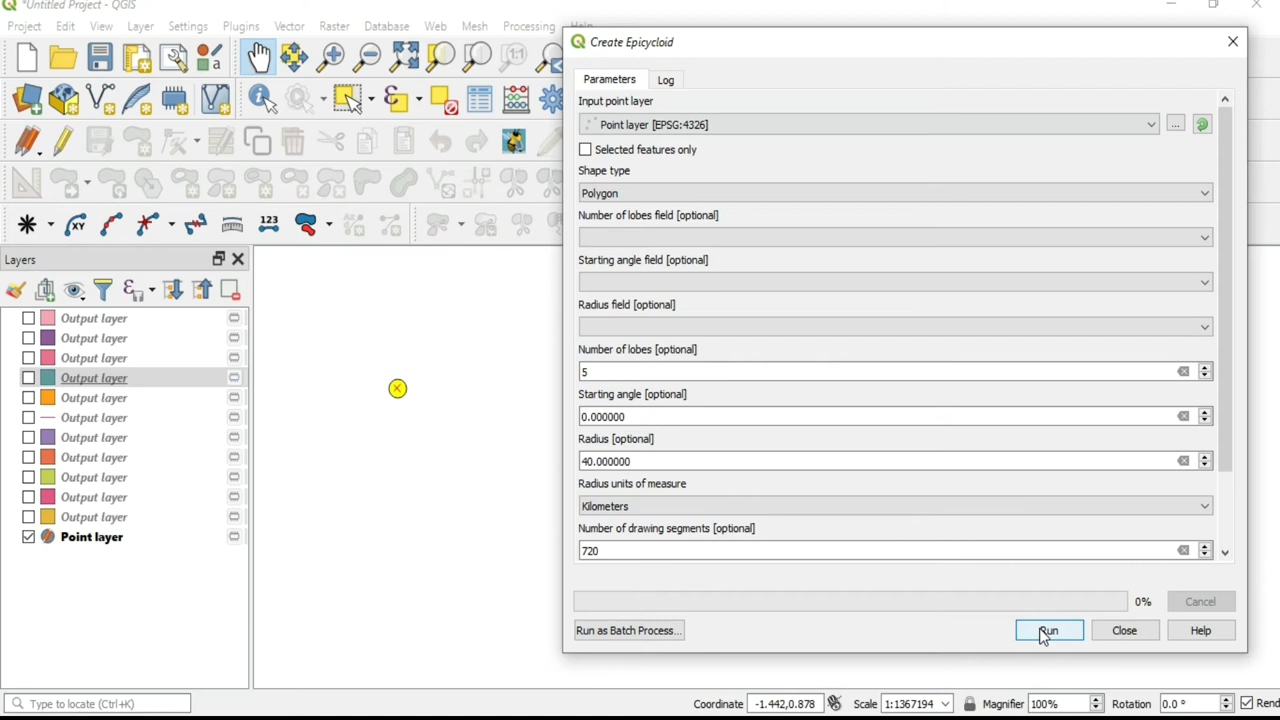 *Untitled Project - QGIS
Project Edit View Layer Settings Plugins Vector Raster Database Web Mesh Processing Help
Create Epicycloid
Parameters Log
Input point layer
Point layer [EPSG:4326]
...
Selected features only
Shape type
Polygon
Number of lobes field [optional]
Starting angle field [optional]
Radius field [optional]
Number of lobes [optional]
5
Starting angle [optional]
0.000000
Radius [optional]
40.000000
Radius units of measure
Kilometers
Number of drawing segments [optional]
720
0% Cancel
Run as Batch Process... Run Close Help
XY
123
Layers
Output layer
Output layer
Output layer
Output layer
Output layer
Output layer
Output layer
Output layer
Output layer
Output layer
Output layer
Point layer
Type to locate (Ctrl+K) Coordinate -1.442,0.878 Scale 1:1367194 Magnifier 100% Rotation 0.0 ° Rend